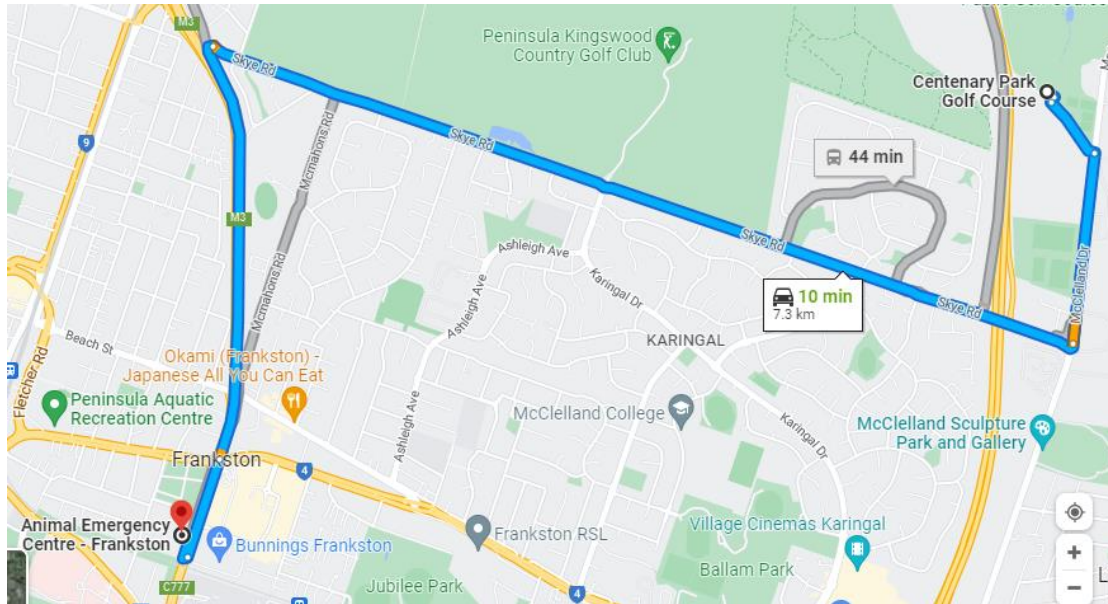 M3
Skye Rd
Peninsula Kingswood
Country Golf Club
Centenary Park
Golf Course
9
Mcmahons Rd
Skye Rd
44 min
M3
Ashleigh Ave
Skye Rd
McClelland Dr
Mcmahons Rd
Karingal Dr
10 min
7.3 km
Skye Rd
Ashleigh Ave
KARINGAL
Beach St
Fletcher Rd
Okami (Frankston) -
Japanese All You Can Eat
Peninsula Aquatic
Recreation Centre
Ashleigh Ave
McClelland College
Karingal Dr
McClelland Sculpture
Park and Gallery
Frankston
4
Animal Emergency
Centre - Frankston
Bunnings Frankston
Frankston RSL
Village Cinemas Karingal
Jubilee Park
Ballam Park
C777
4
L